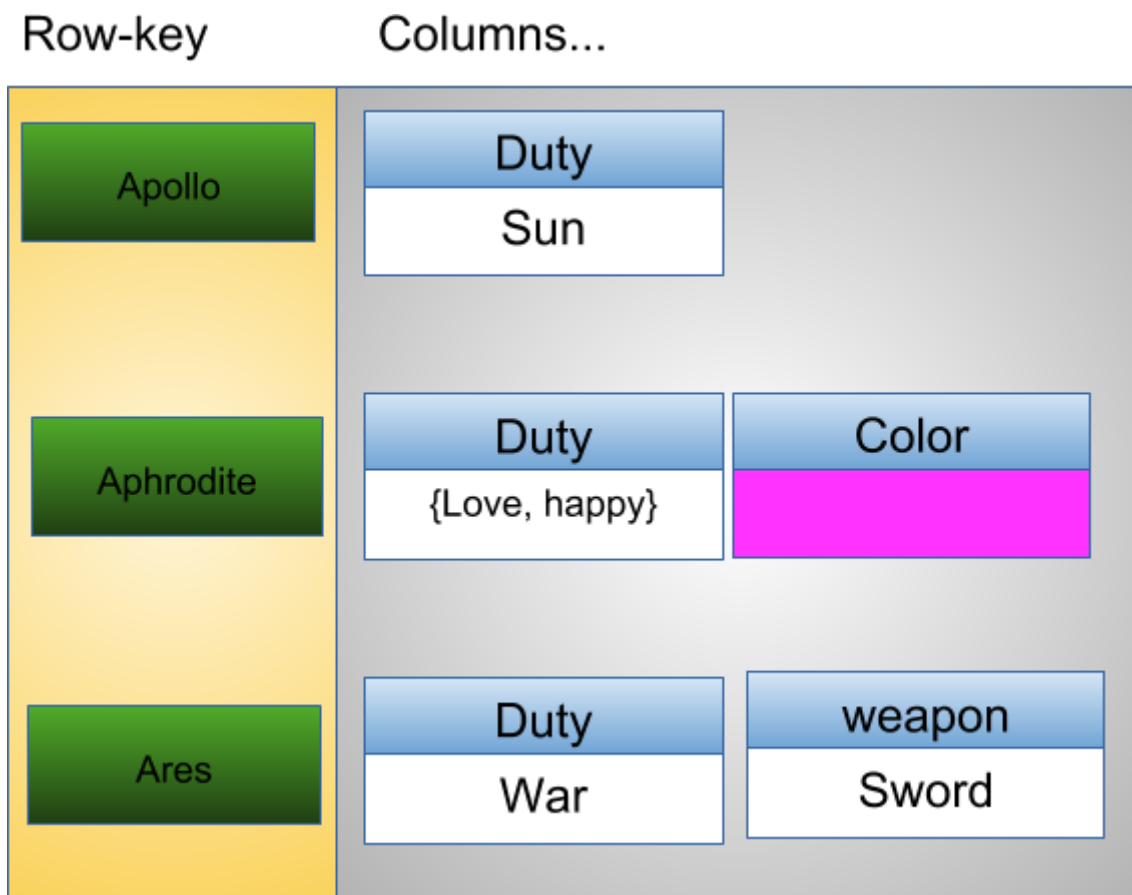 Row-key
Columns...
Apollo
Duty
Sun
Aphrodite
Duty
{Love, happy}
Color
Ares
Duty
War
weapon
Sword